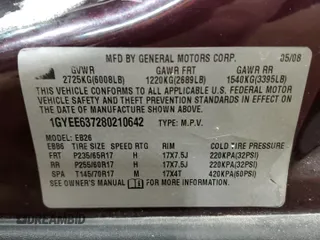 MFD BY GENERAL MOTORS CORP. 05/08
GVWR GAWR FRT GAWR RR
2725KG(6008LB) 1220KG(2689LB) 1540KG(3395LB)
THIS VEHICLE CONFORMS TO ALL APPLICABLE U.S. FEDERAL
MOTOR VEHICLE SAFETY STANDARDS IN EFFECT ON THE
DATE OF MANUFACTURE SHOWN ABOVE.
1GYEE637280210642 TYPE: M.P.V.
MODEL: EB26
EBB6 TIRE SIZE SPEED RTG RIM COLD TIRE PRESSURE
FRT P235/65R17 H 17X7.5J 220KPA(32PSI)
RR P255/60R17 H 17X7.5J 220KPA(32PSI)
SPA T145/70R17 M 17X4T 420KPA(60PSI)
SEE OWNER'S MANUAL FOR MORE INFORMATION.
DREAMBID